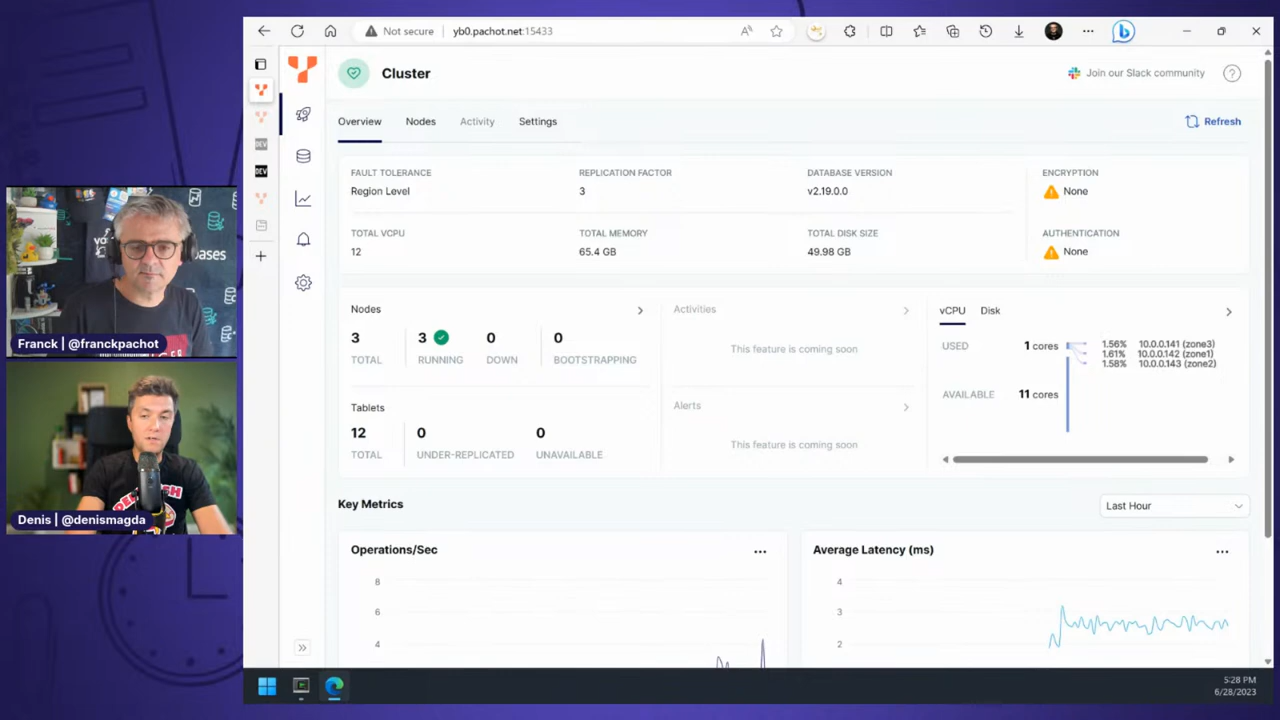 Not secure
yb0.pachot.net:15433
Cluster
Join our Slack community
?
Overview
Nodes
Activity
Settings
Refresh
FAULT TOLERANCE
Region Level
REPLICATION FACTOR
3
DATABASE VERSION
v2.19.0.0
ENCRYPTION
None
TOTAL VCPU
12
TOTAL MEMORY
65.4 GB
TOTAL DISK SIZE
49.98 GB
AUTHENTICATION
None
Nodes
3
TOTAL
3
RUNNING
0
DOWN
0
BOOTSTRAPPING
Tablets
12
TOTAL
0
UNDER-REPLICATED
0
UNAVAILABLE
Activities
This feature is coming soon
Alerts
This feature is coming soon
vCPU
Disk
USED
1 cores
1.56% 10.0.0.141 (zone3)
1.61% 10.0.0.142 (zone1)
1.58% 10.0.0.143 (zone2)
AVAILABLE
11 cores
Key Metrics
Last Hour
Operations/Sec
8
6
4
Average Latency (ms)
4
3
2
5:28 PM
6/28/2023
DEV
DEV
Franck | @franckpachot
Denis | @denismagda